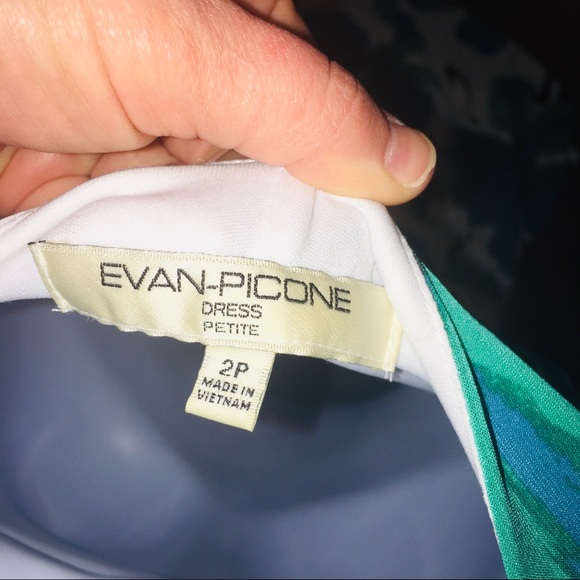 EVAN-PICONE
DRESS
PETITE
2P
MADE IN
VIETNAM